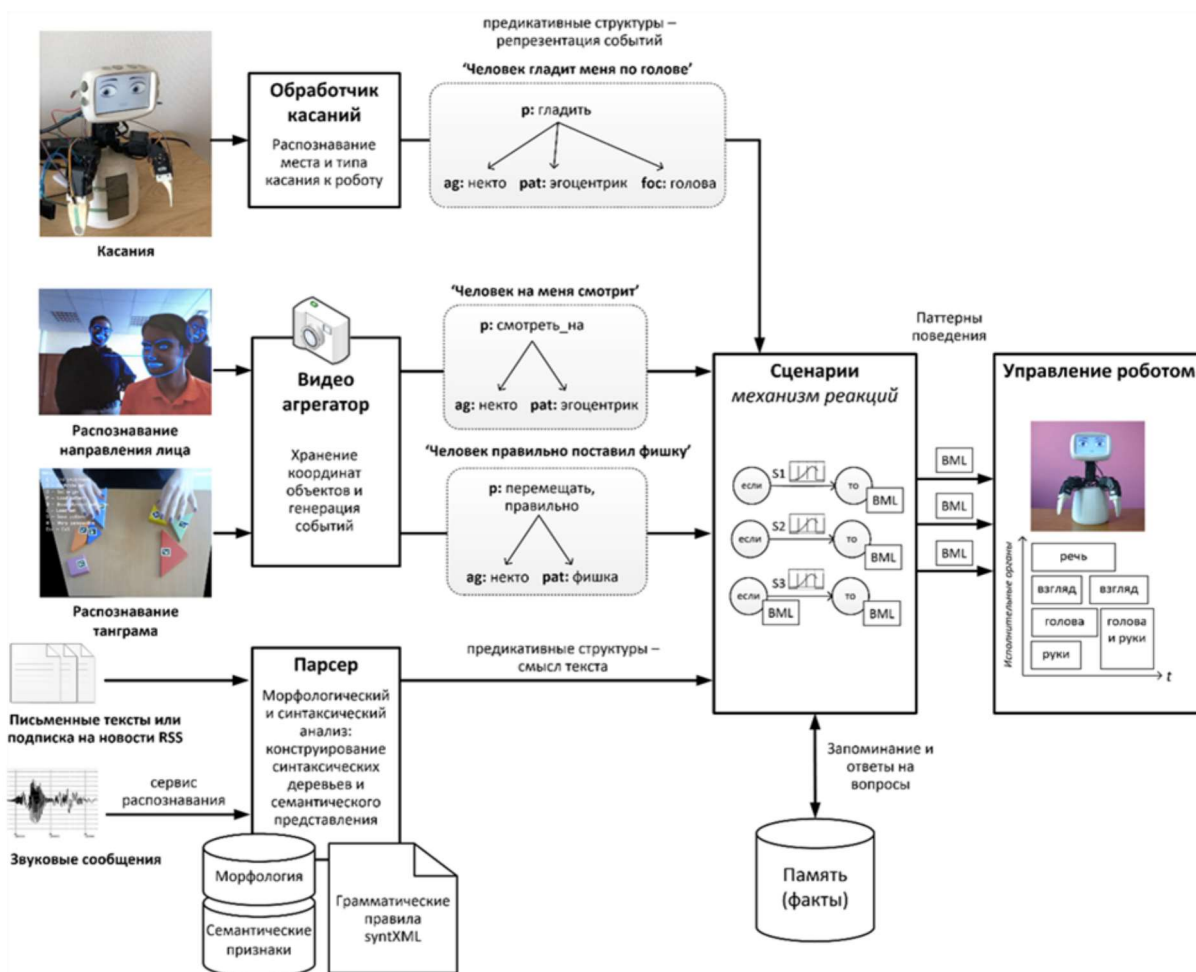 предикативные структуры –
репрезентация событий
'Человек гладит меня по голове'
Обработчик
касаний
Распознавание
места и типа
касания к роботу
p: гладить
ag: некто
pat: эгоцентрик
foc: голова
Касания
'Человек на меня смотрит'
p: смотреть_на
ag: некто
pat: эгоцентрик
Видео
агрегатор
Хранение
координат
объектов и
генерация
событий
Распознавание
направления лица
'Человек правильно поставил фишку'
p: перемещать,
правильно
ag: некто
pat: фишка
Распознавание
танграма
Паттерны
поведения
Сценарии
механизм реакций
если
S1
то
BML
если
S2
то
BML
если
BML
S3
то
BML
BML
BML
BML
Управление роботом
Исполнительные органы
речь
взгляд
взгляд
голова
голова
и руки
руки
t
Парсер
Морфологический
и синтаксический
анализ:
конструирование
синтаксических
деревьев и
семантического
представления
предикативные структуры –
смысл текста
Письменные тексты или
подписка на новости RSS
сервис
распознавания
Звуковые сообщения
Морфология
Семантические
признаки
Грамматические
правила
syntXML
Запоминание и
ответы на
вопросы
Память
(факты)